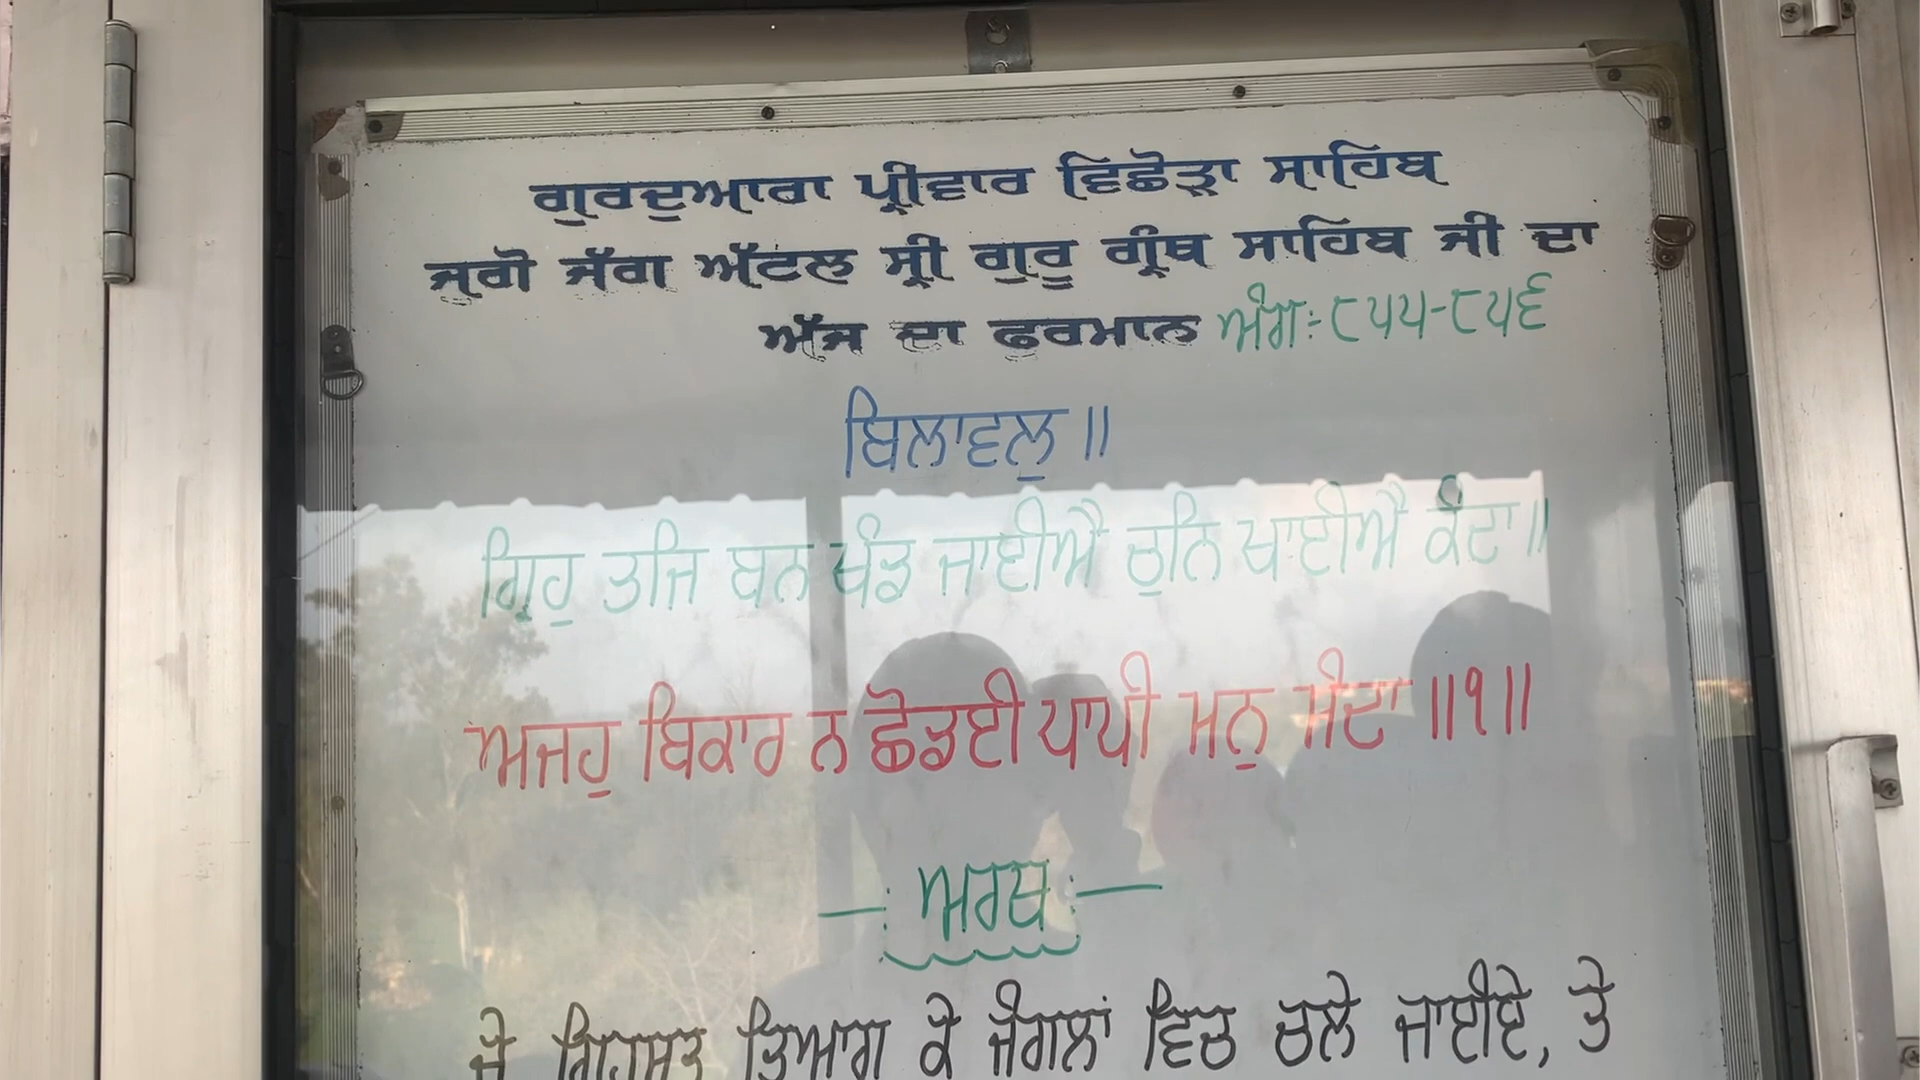 ਗੁਰਦੁਆਰਾ ਪ੍ਰੀਵਾਰ ਵਿਛੋੜਾ ਸਾਹਿਬ
ਜੁਗੋ ਜੁੱਗ ਅੱਟਲ ਸ੍ਰੀ ਗੁਰੂ ਗ੍ਰੰਥ ਸਾਹਿਬ ਜੀ ਦਾ
ਅੱਜ ਦਾ ਫੁਰਮਾਨ ਅੰਗ:- ੮੫੫-੮੫੬
ਬਿਲਾਵਲੁ ॥
ਗ੍ਰਿਹੁ ਤਜਿ ਬਨ ਖੰਡ ਜਾਈਐ ਚੁਨਿ ਖਾਈਐ ਕੰਦਾ॥
ਅਜਹੁ ਬਿਕਾਰ ਨ ਛੋਡਈ ਪਾਪੀ ਮਨੁ ਮੰਦਾ ॥੧॥
—: ਅਰਥ :—
ਜੇ ਗ੍ਰਿਹਸਤ ਤਿਆਗ ਕੇ ਜੰਗਲਾਂ ਵਿਚ ਚਲੇ ਜਾਈਏ, ਤੇ